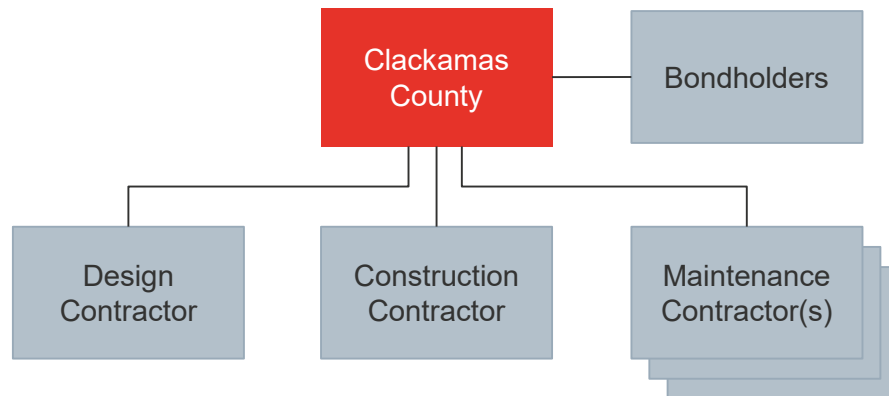 Clackamas
County
Bondholders
Design
Contractor
Construction
Contractor
Maintenance
Contractor(s)